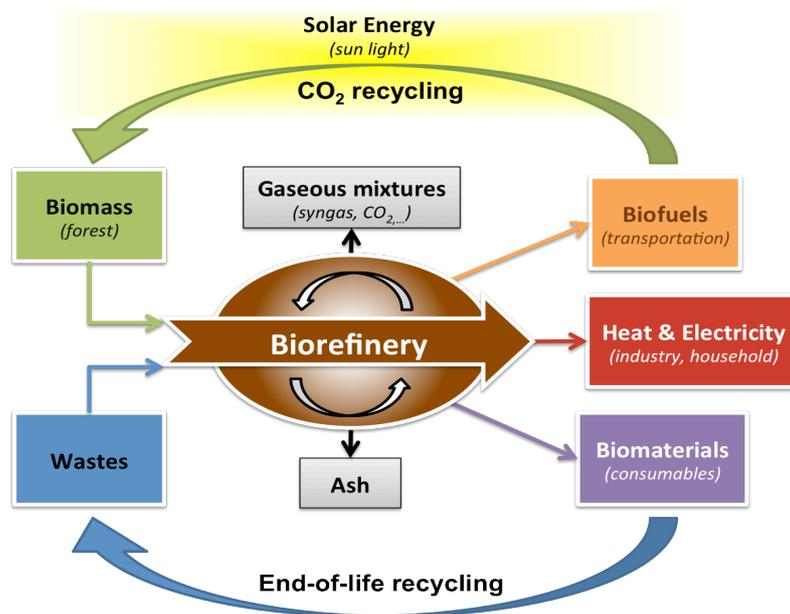 Solar Energy
(sun light)
CO₂ recycling
Biomass
(forest)
Gaseous mixtures
(syngas, CO₂,...)
Biofuels
(transportation)
Biorefinery
Heat & Electricity
(industry, household)
Wastes
Ash
Biomaterials
(consumables)
End-of-life recycling